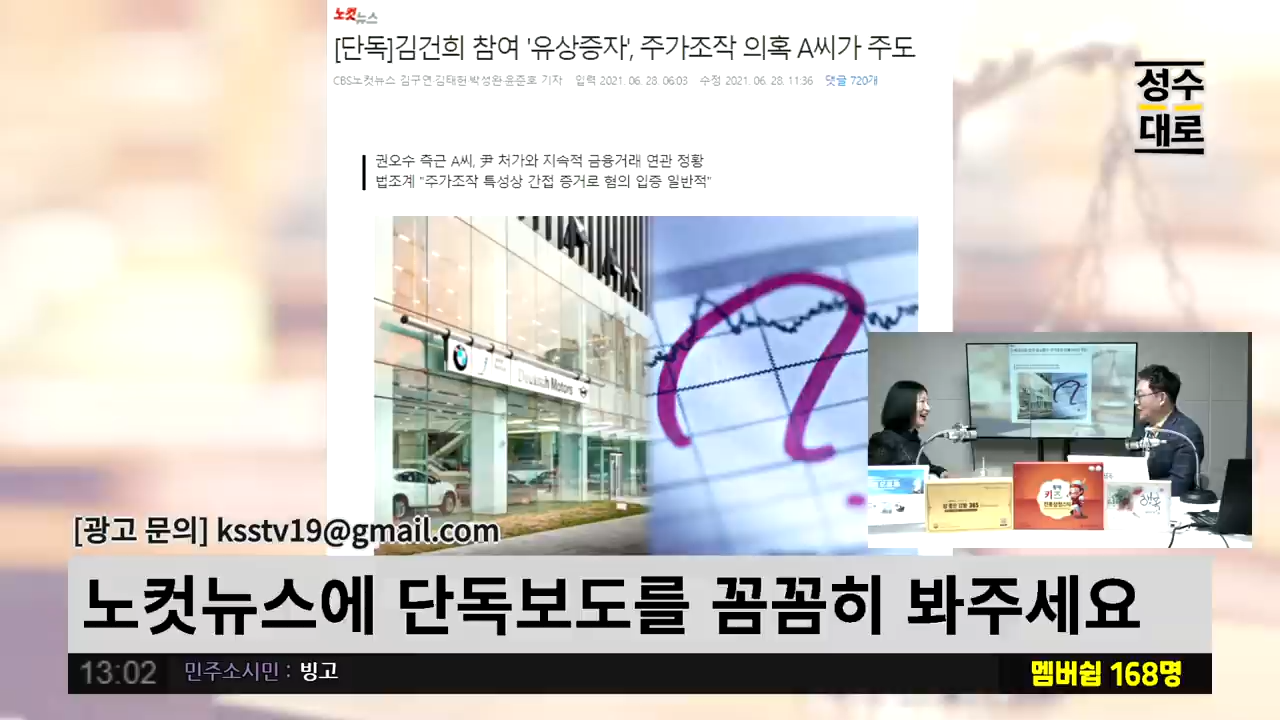 노컷뉴스
[단독]김건희 참여 '유상증자', 주가조작 의혹 A씨가 주도
CBS노컷뉴스 김구연 김태헌 박성완 윤준호 기자 입력 2021. 06. 28. 06:03 수정 2021. 06. 28. 11:36 댓글 720개
성수
대로
권오수 측근 A씨, 尹 처가와 지속적 금융거래 연관 정황
법조계 "주가조작 특성상 간접 증거로 혐의 입증 일반적"
Deutsch Motors
키즈
365
[광고 문의] ksstv19@gmail.com
노컷뉴스에 단독보도를 꼼꼼히 봐주세요
13:02 민주소시민 : 빙고
멤버쉽 168명